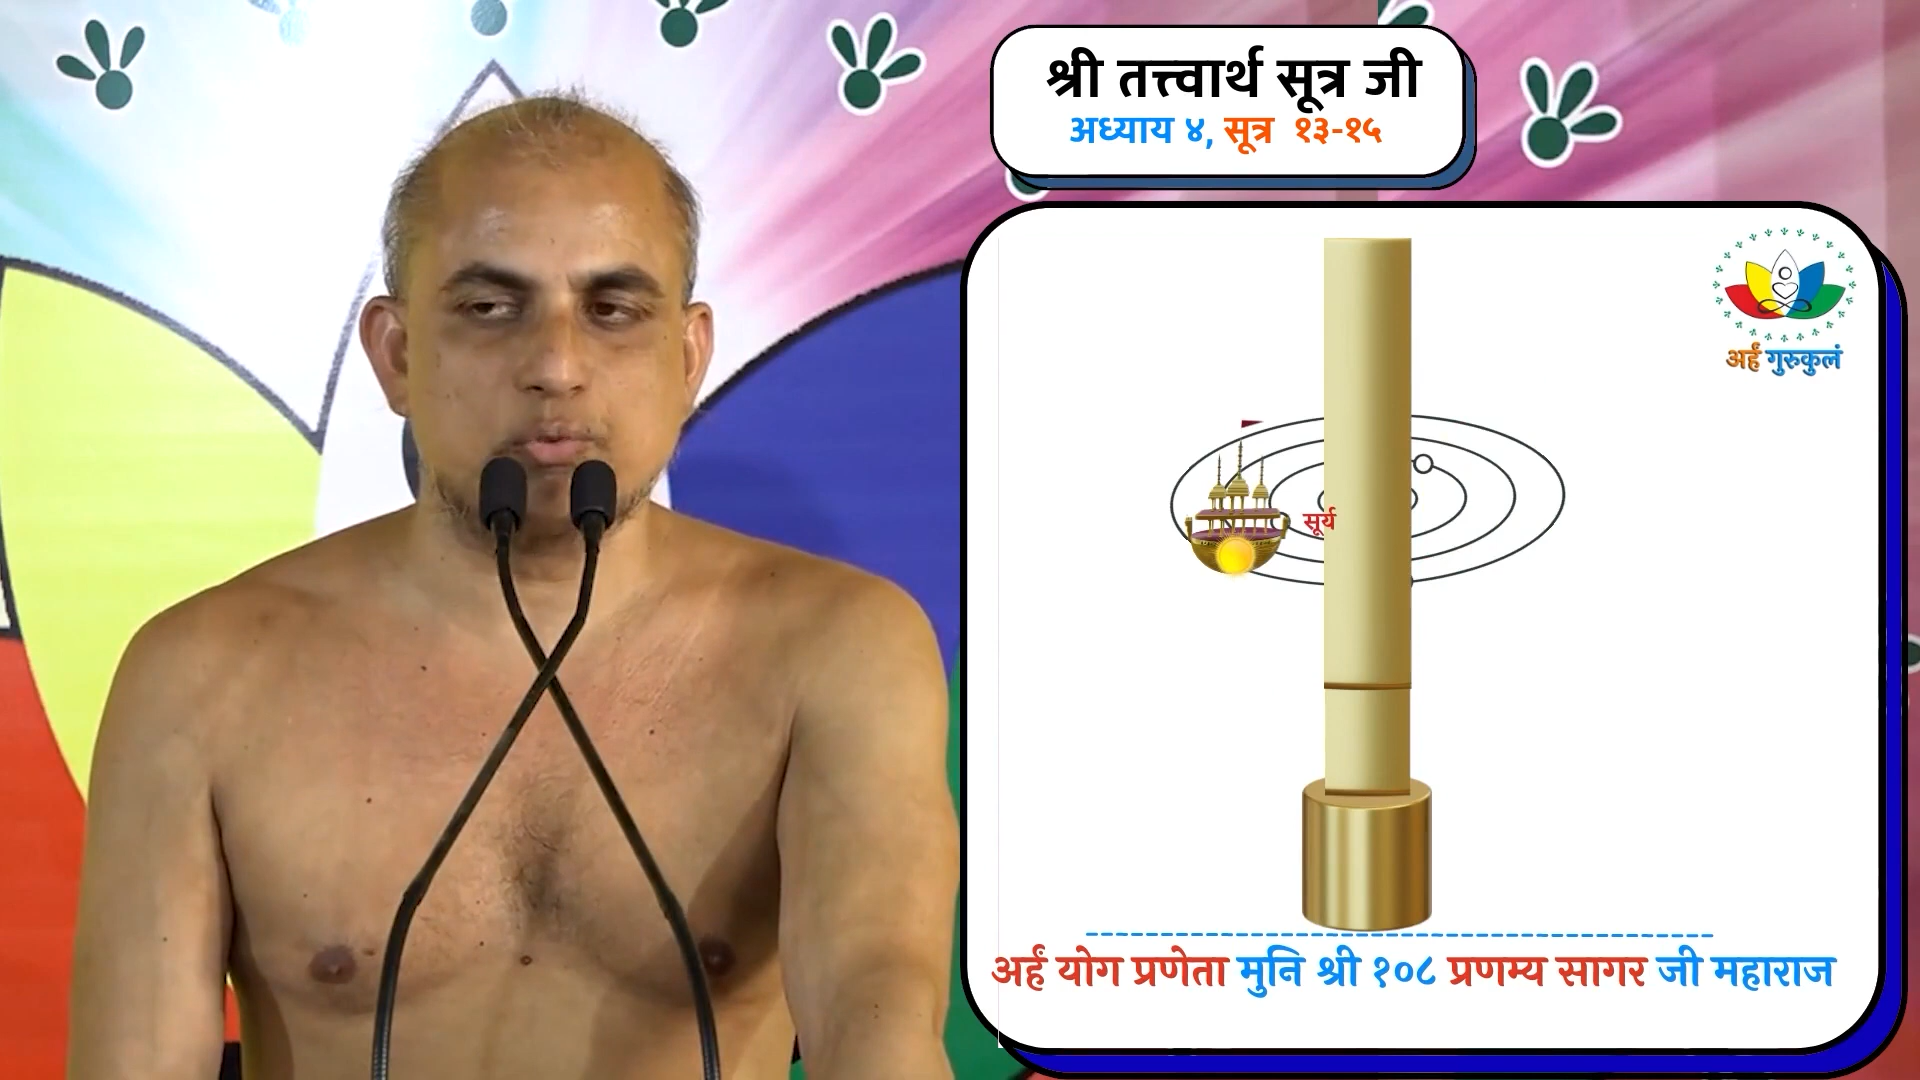 श्री तत्त्वार्थ सूत्र जी
अध्याय ४, सूत्र १३-१५
अर्हं गुरुकुलं
सूर्य
अर्हं योग प्रणेता मुनि श्री १०८ प्रणम्य सागर जी महाराज